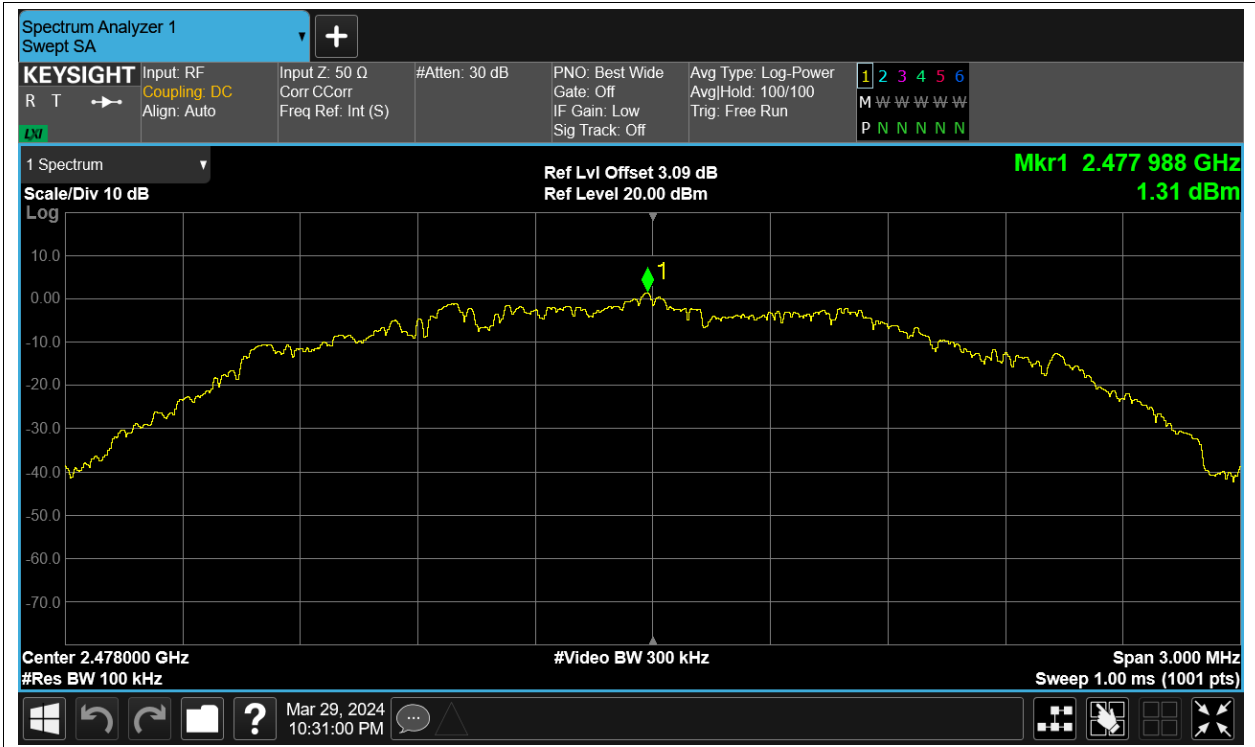 Spectrum Analyzer 1
Swept SA
KEYSIGHT
R T
LXI
Input: RF
Coupling: DC
Align: Auto
Input Z: 50 Ω
Corr CCorr
Freq Ref: Int (S)
#Atten: 30 dB
PNO: Best Wide
Gate: Off
IF Gain: Low
Sig Track: Off
Avg Type: Log-Power
Avg|Hold: 100/100
Trig: Free Run
1 2 3 4 5 6
M W W W W W
P N N N N N
1 Spectrum
Scale/Div 10 dB
Log
Ref Lvl Offset 3.09 dB
Ref Level 20.00 dBm
Mkr1 2.477 988 GHz
1.31 dBm
10.0
0.00
-10.0
-20.0
-30.0
-40.0
-50.0
-60.0
-70.0
1
Center 2.478000 GHz
#Video BW 300 kHz
Span 3.000 MHz
#Res BW 100 kHz
Sweep 1.00 ms (1001 pts)
?
Mar 29, 2024
10:31:00 PM